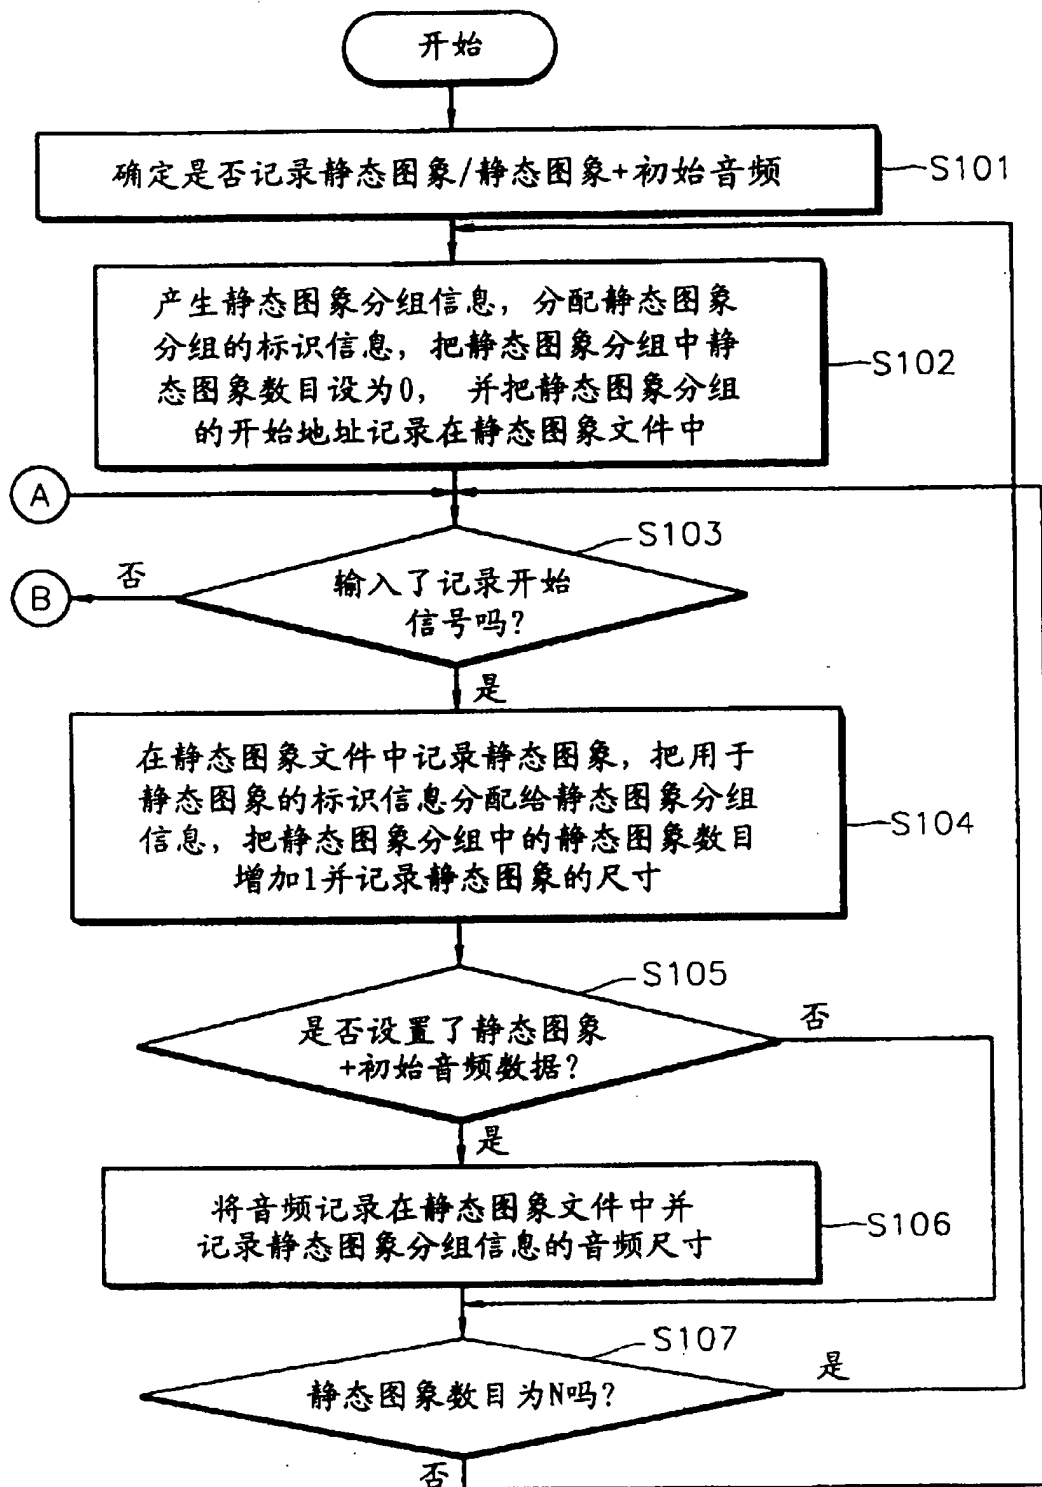 开始
确定是否记录静态图象/静态图象+初始音频
S101
产生静态图象分组信息，分配静态图象
分组的标识信息，把静态图象分组中静
态图象数目设为0， 并把静态图象分组
的开始地址记录在静态图象文件中
S102
A
S103
否
B
输入了记录开始
信号吗？
是
在静态图象文件中记录静态图象，把用于
静态图象的标识信息分配给静态图象分组
信息，把静态图象分组中的静态图象数目
增加1并记录静态图象的尺寸
S104
S105
是否设置了静态图象
+初始音频数据？
否
是
将音频记录在静态图象文件中并
记录静态图象分组信息的音频尺寸
S106
S107
静态图象数目为N吗？
是
否